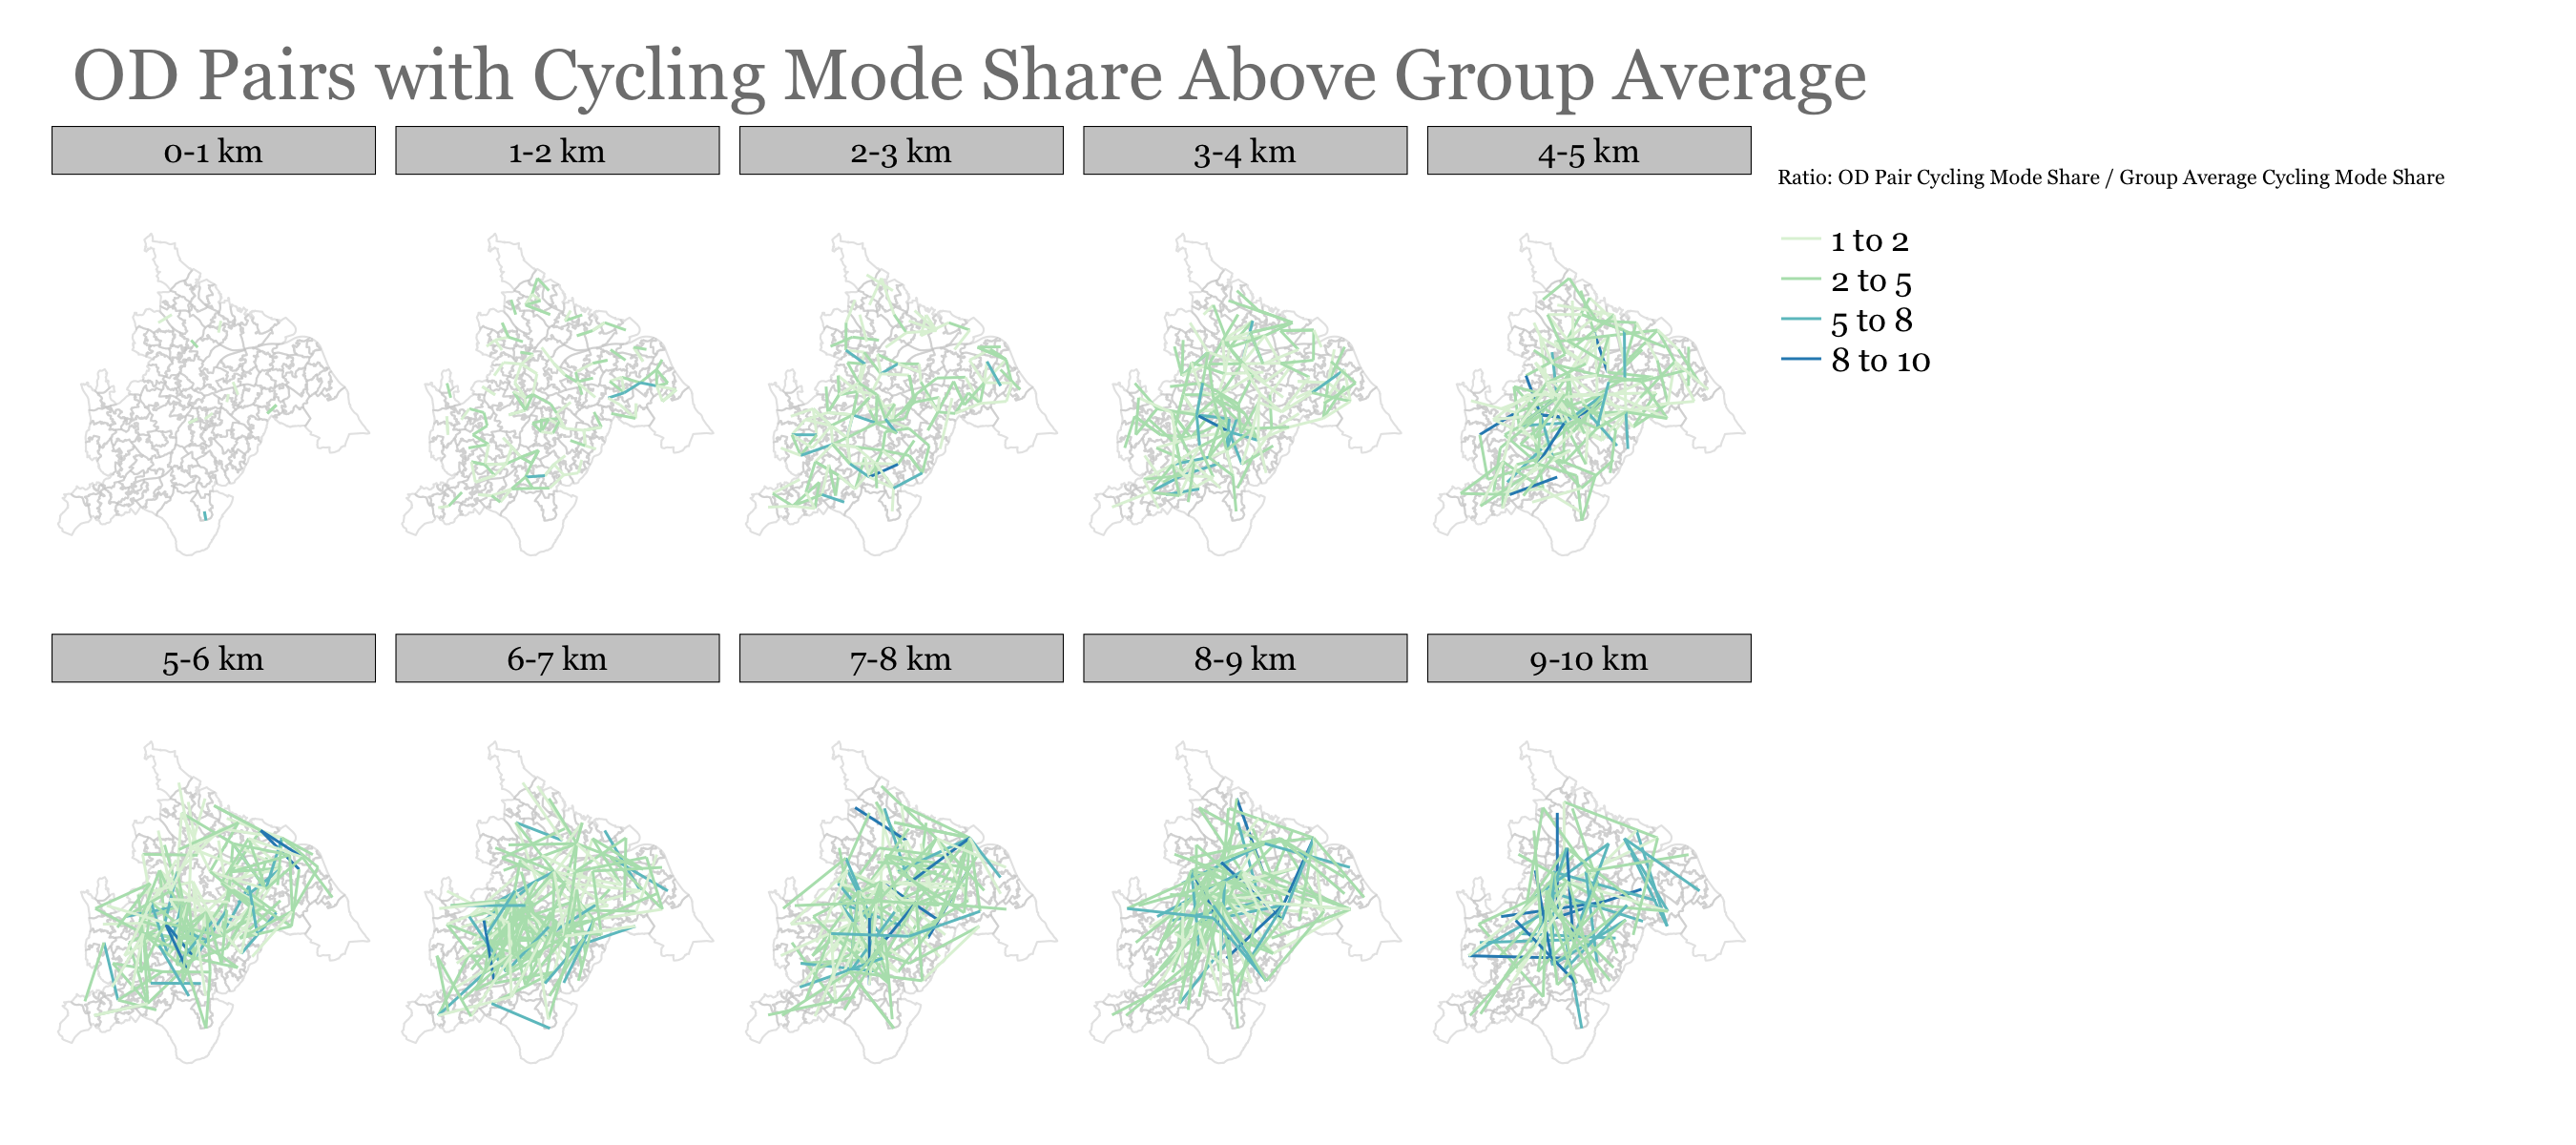 OD Pairs with Cycling Mode Share Above Group Average
0-1 km
1-2 km
2-3 km
3-4 km
4-5 km
Ratio: OD Pair Cycling Mode Share / Group Average Cycling Mode Share
1 to 2
2 to 5
5 to 8
8 to 10
5-6 km
6-7 km
7-8 km
8-9 km
9-10 km